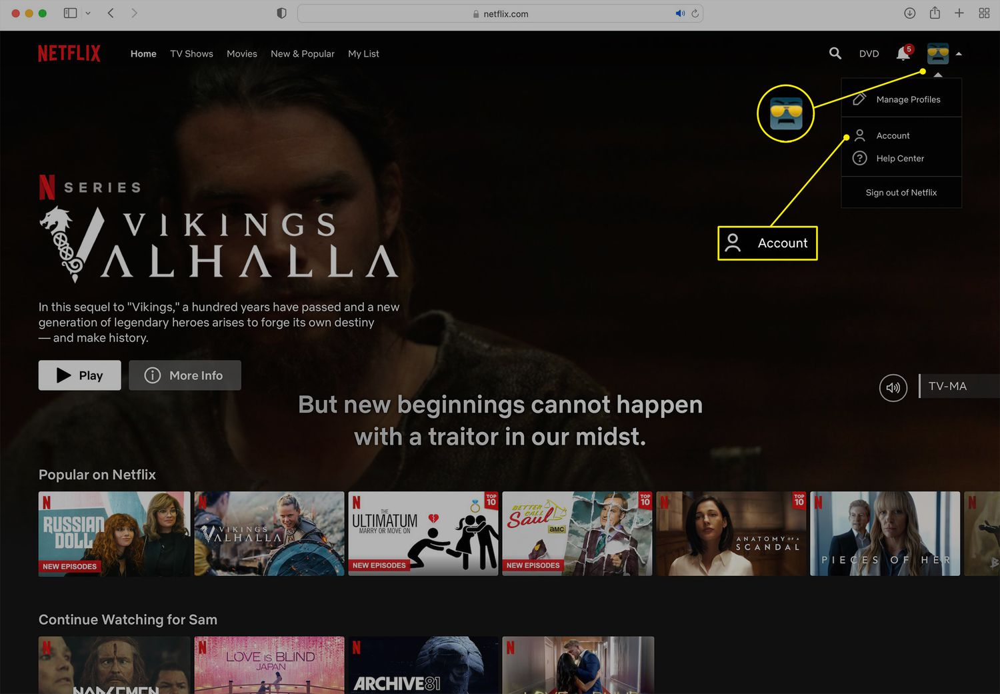 netflix.com
NETFLIX
Home TV Shows Movies New & Popular My List
DVD
5
Manage Profiles
Account
Help Center
Sign out of Netflix
Account
N SERIES
VIKINGS
VALHALLA
In this sequel to "Vikings," a hundred years have passed and a new
generation of legendary heroes arises to forge its own destiny
— and make history.
Play
More Info
TV-MA
But new beginnings cannot happen
with a traitor in our midst.
Popular on Netflix
N
RUSSIAN
DOLL
NEW EPISODES
N
VIKINGS
VALHALLA
N
TOP
10
THE
ULTIMATUM
MARRY OR MOVE ON
NEW EPISODES
TOP
10
BETTER
CALL
Saul
amc
NEW EPISODES
N
TOP
10
ANATOMY OF A
SCANDAL
N
PIECES OF HER
N
Continue Watching for Sam
N
N
LOVE IS BLIND
JAPAN
N
ARCHIVE 81
N